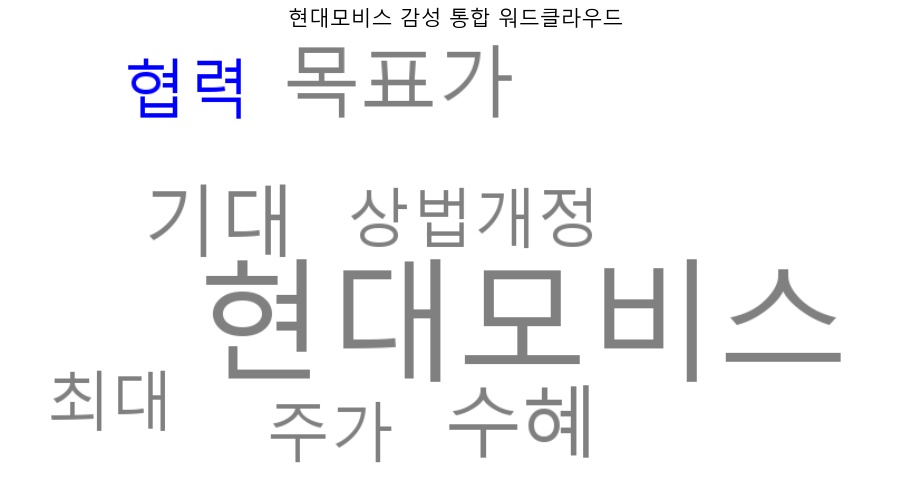 현대모비스 감성 통합 워드클라우드
협력 목표가
기대 상법개정
현대모비스
최대 주가 수혜